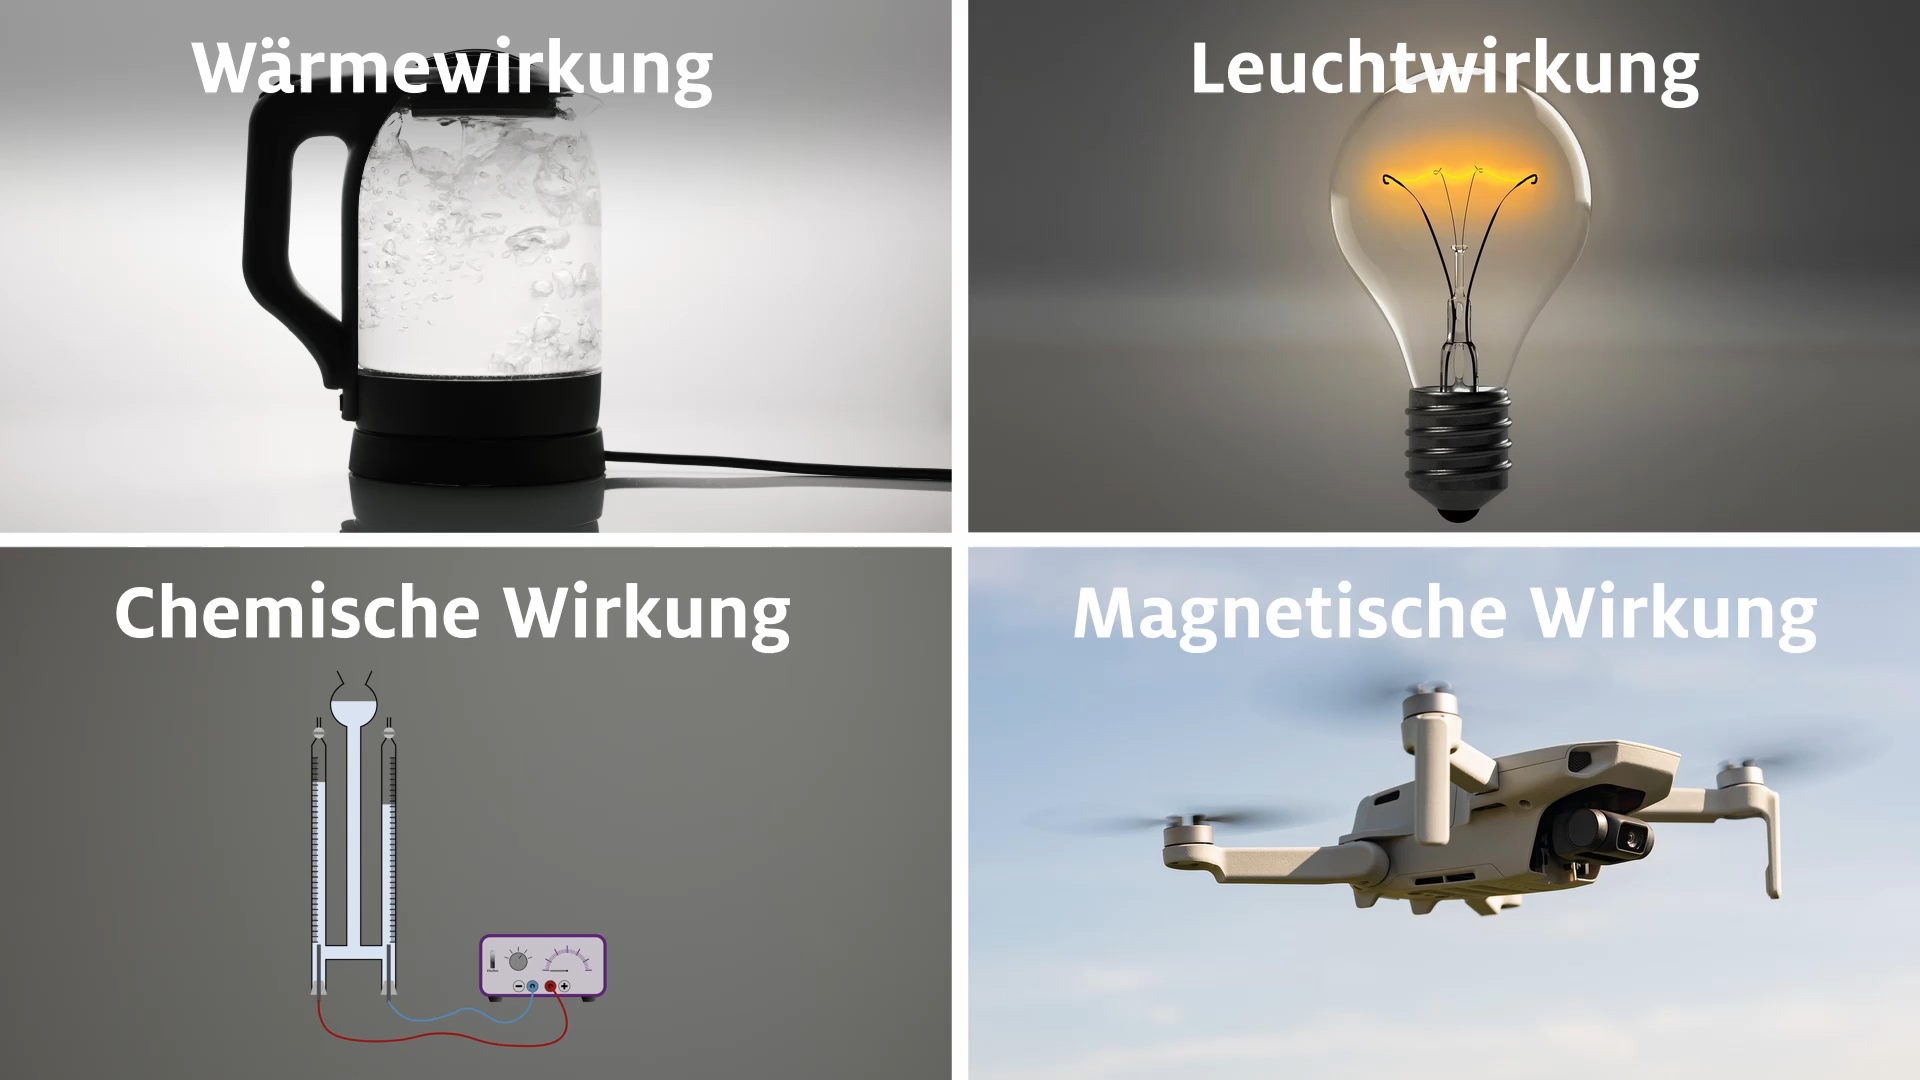 Wärmewirkung
Leuchtwirkung
Chemische Wirkung
Magnetische Wirkung